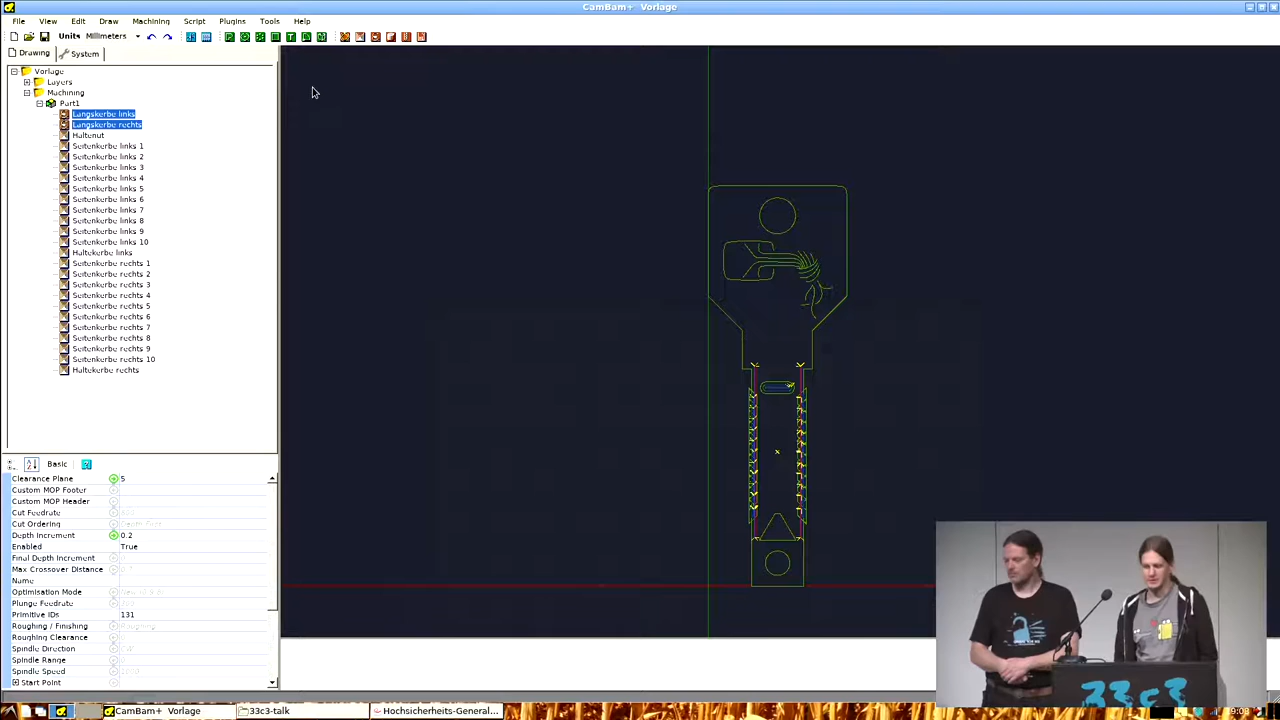 CamBam+ Vorlage
File View Edit Draw Machining Script Plugins Tools Help
Units Millimeters
Drawing System
Vorlage
Layers
Machining
Part1
Langskerbe links
Langskerbe rechts
Haltenut
Seitenkerbe links 1
Seitenkerbe links 2
Seitenkerbe links 3
Seitenkerbe links 4
Seitenkerbe links 5
Seitenkerbe links 6
Seitenkerbe links 7
Seitenkerbe links 8
Seitenkerbe links 9
Seitenkerbe links 10
Haltekerbe links
Seitenkerbe rechts 1
Seitenkerbe rechts 2
Seitenkerbe rechts 3
Seitenkerbe rechts 4
Seitenkerbe rechts 5
Seitenkerbe rechts 6
Seitenkerbe rechts 7
Seitenkerbe rechts 8
Seitenkerbe rechts 9
Seitenkerbe rechts 10
Haltekerbe rechts
Basic
Clearance Plane 5
Custom MOP Footer
Custom MOP Header
Cut Feedrate
Cut Ordering Depth First
Depth Increment 0.2
Enabled True
Final Depth Increment
Max Crossover Distance
Name
Optimisation Mode
Plunge Feedrate
Primitive IDs 131
Roughing / Finishing Roughing
Roughing Clearance
Spindle Direction
Spindle Range
Spindle Speed
Start Point
33c3
CamBam+ Vorlage 33c3-talk Hochsicherheits-General...